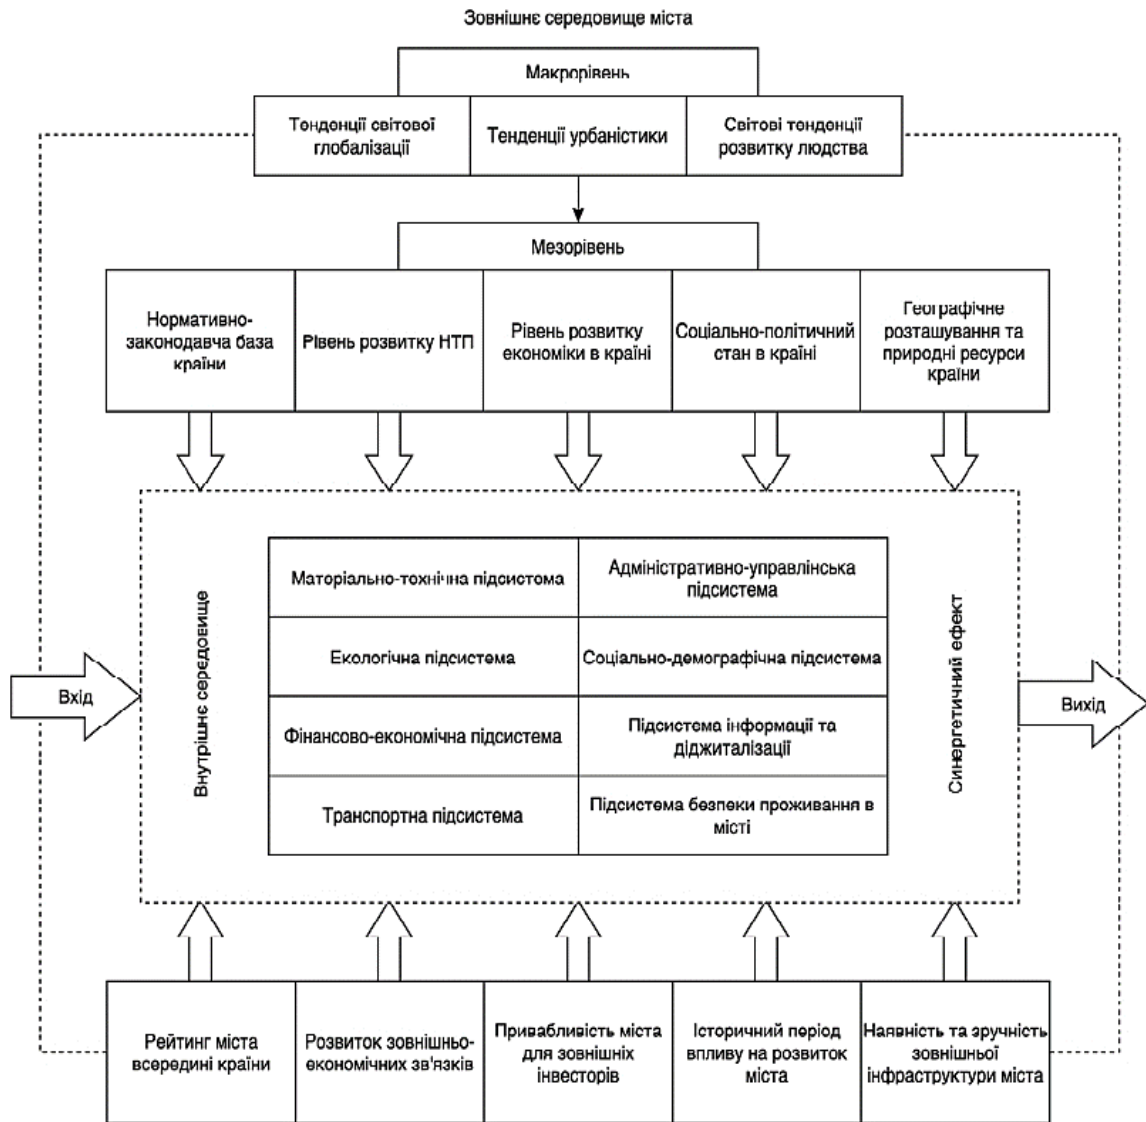 Зовнішнє середовище міста
Макрорівень
Тенденції світової
глобалізації
Тенденції урбаністики
Світові тенденції
розвитку людства
Мезорівень
Нормативно-
законодавча база
країни
Рівень розвитку НТП
Рівень розвитку
економіки в країні
Соціально-політичний
стан в країні
Географічне
розташування та
природні ресурси
країни
Вхід
Внутрішнє середовище
Маторіально-тохнічна підсистома
Адміністративно-управлінська
підсистема
Екологічна підсистема
Соціально-демографічна підсистема
Фінансово-економічна підсистема
Підсистема інформації та
діджиталізації
Транспортна підсистема
Підсистема безпеки проживання в
місті
Синергетичний ефект
Вихід
Рейтинг міста
всередині країни
Розвиток зовнішньо-
економічних зв'язків
Привабливість міста
для зовнішніх
інвесторів
Історичний період
впливу на розвиток
міста
Наявність та зручність
зовнішньої
інфраструктури міста